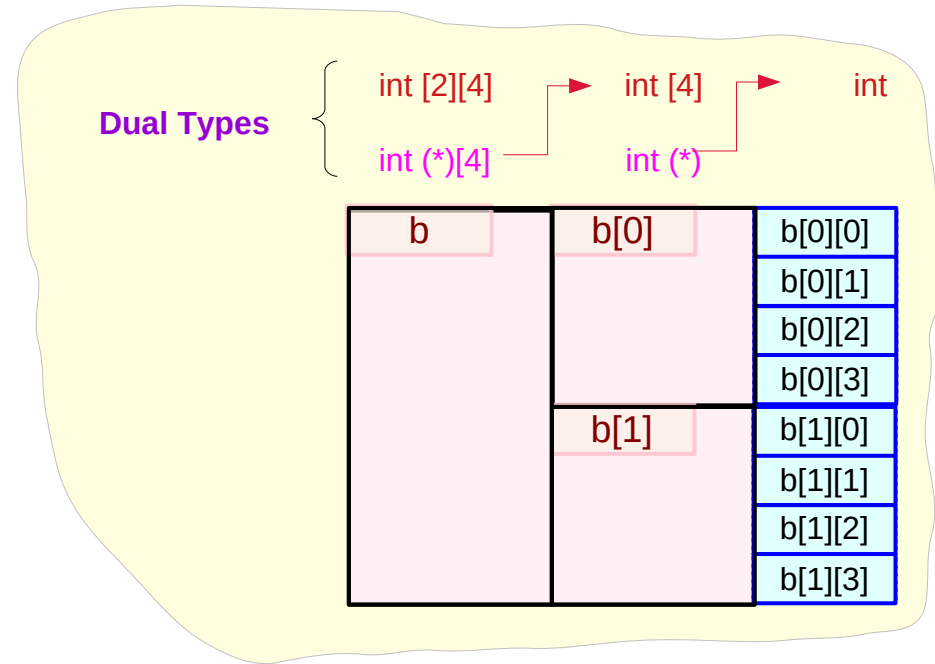 int [2][4] int [4] int
Dual Types
int (*)[4] int (*)
b b[0] b[0][0]
b[0][1]
b[0][2]
b[0][3]
b[1] b[1][0]
b[1][1]
b[1][2]
b[1][3]